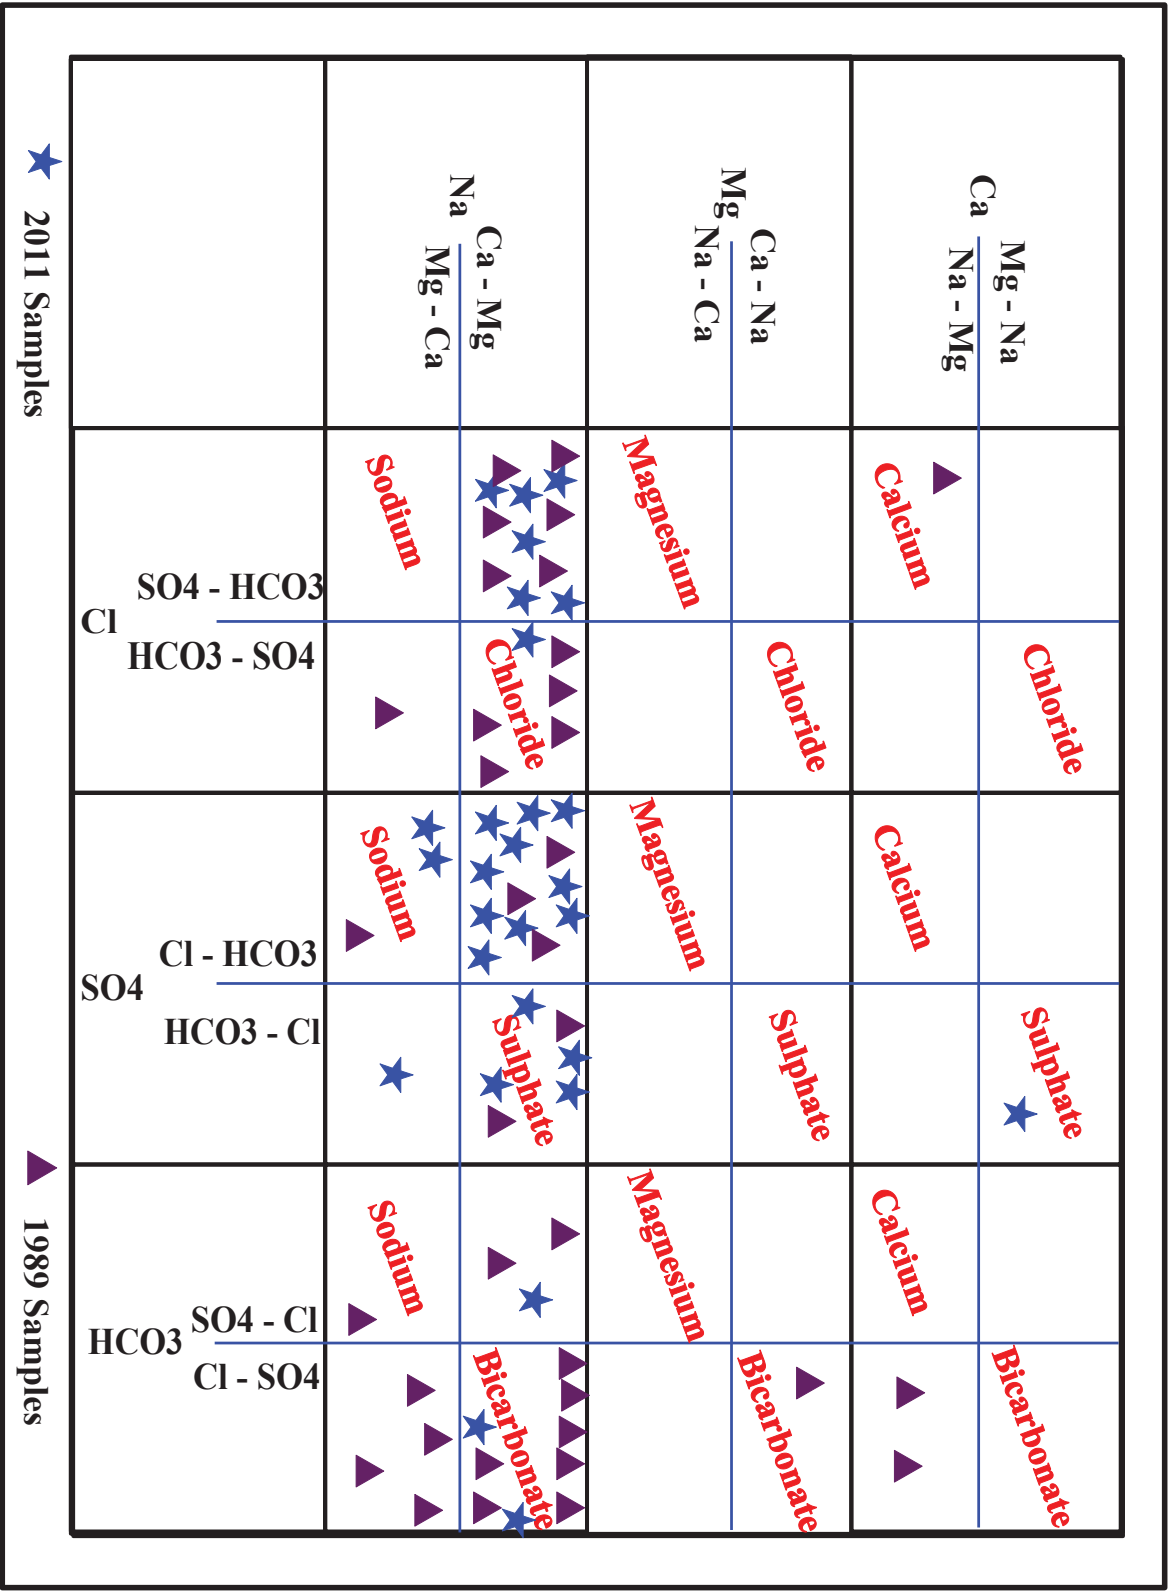 Ca
Mg - Na
Na - Mg
Mg
Ca - Na
Na - Ca
Na
Ca - Mg
Mg - Ca
Cl
SO4 - HCO3
HCO3 - SO4
Calcium
Chloride
Magnesium
Chloride
Sodium
Chloride
SO4
Cl - HCO3
HCO3 - Cl
Calcium
Sulphate
Magnesium
Sulphate
Sodium
Sulphate
HCO3
SO4 - Cl
Cl - SO4
Calcium
Bicarbonate
Magnesium
Bicarbonate
Sodium
Bicarbonate
2011 Samples
1989 Samples